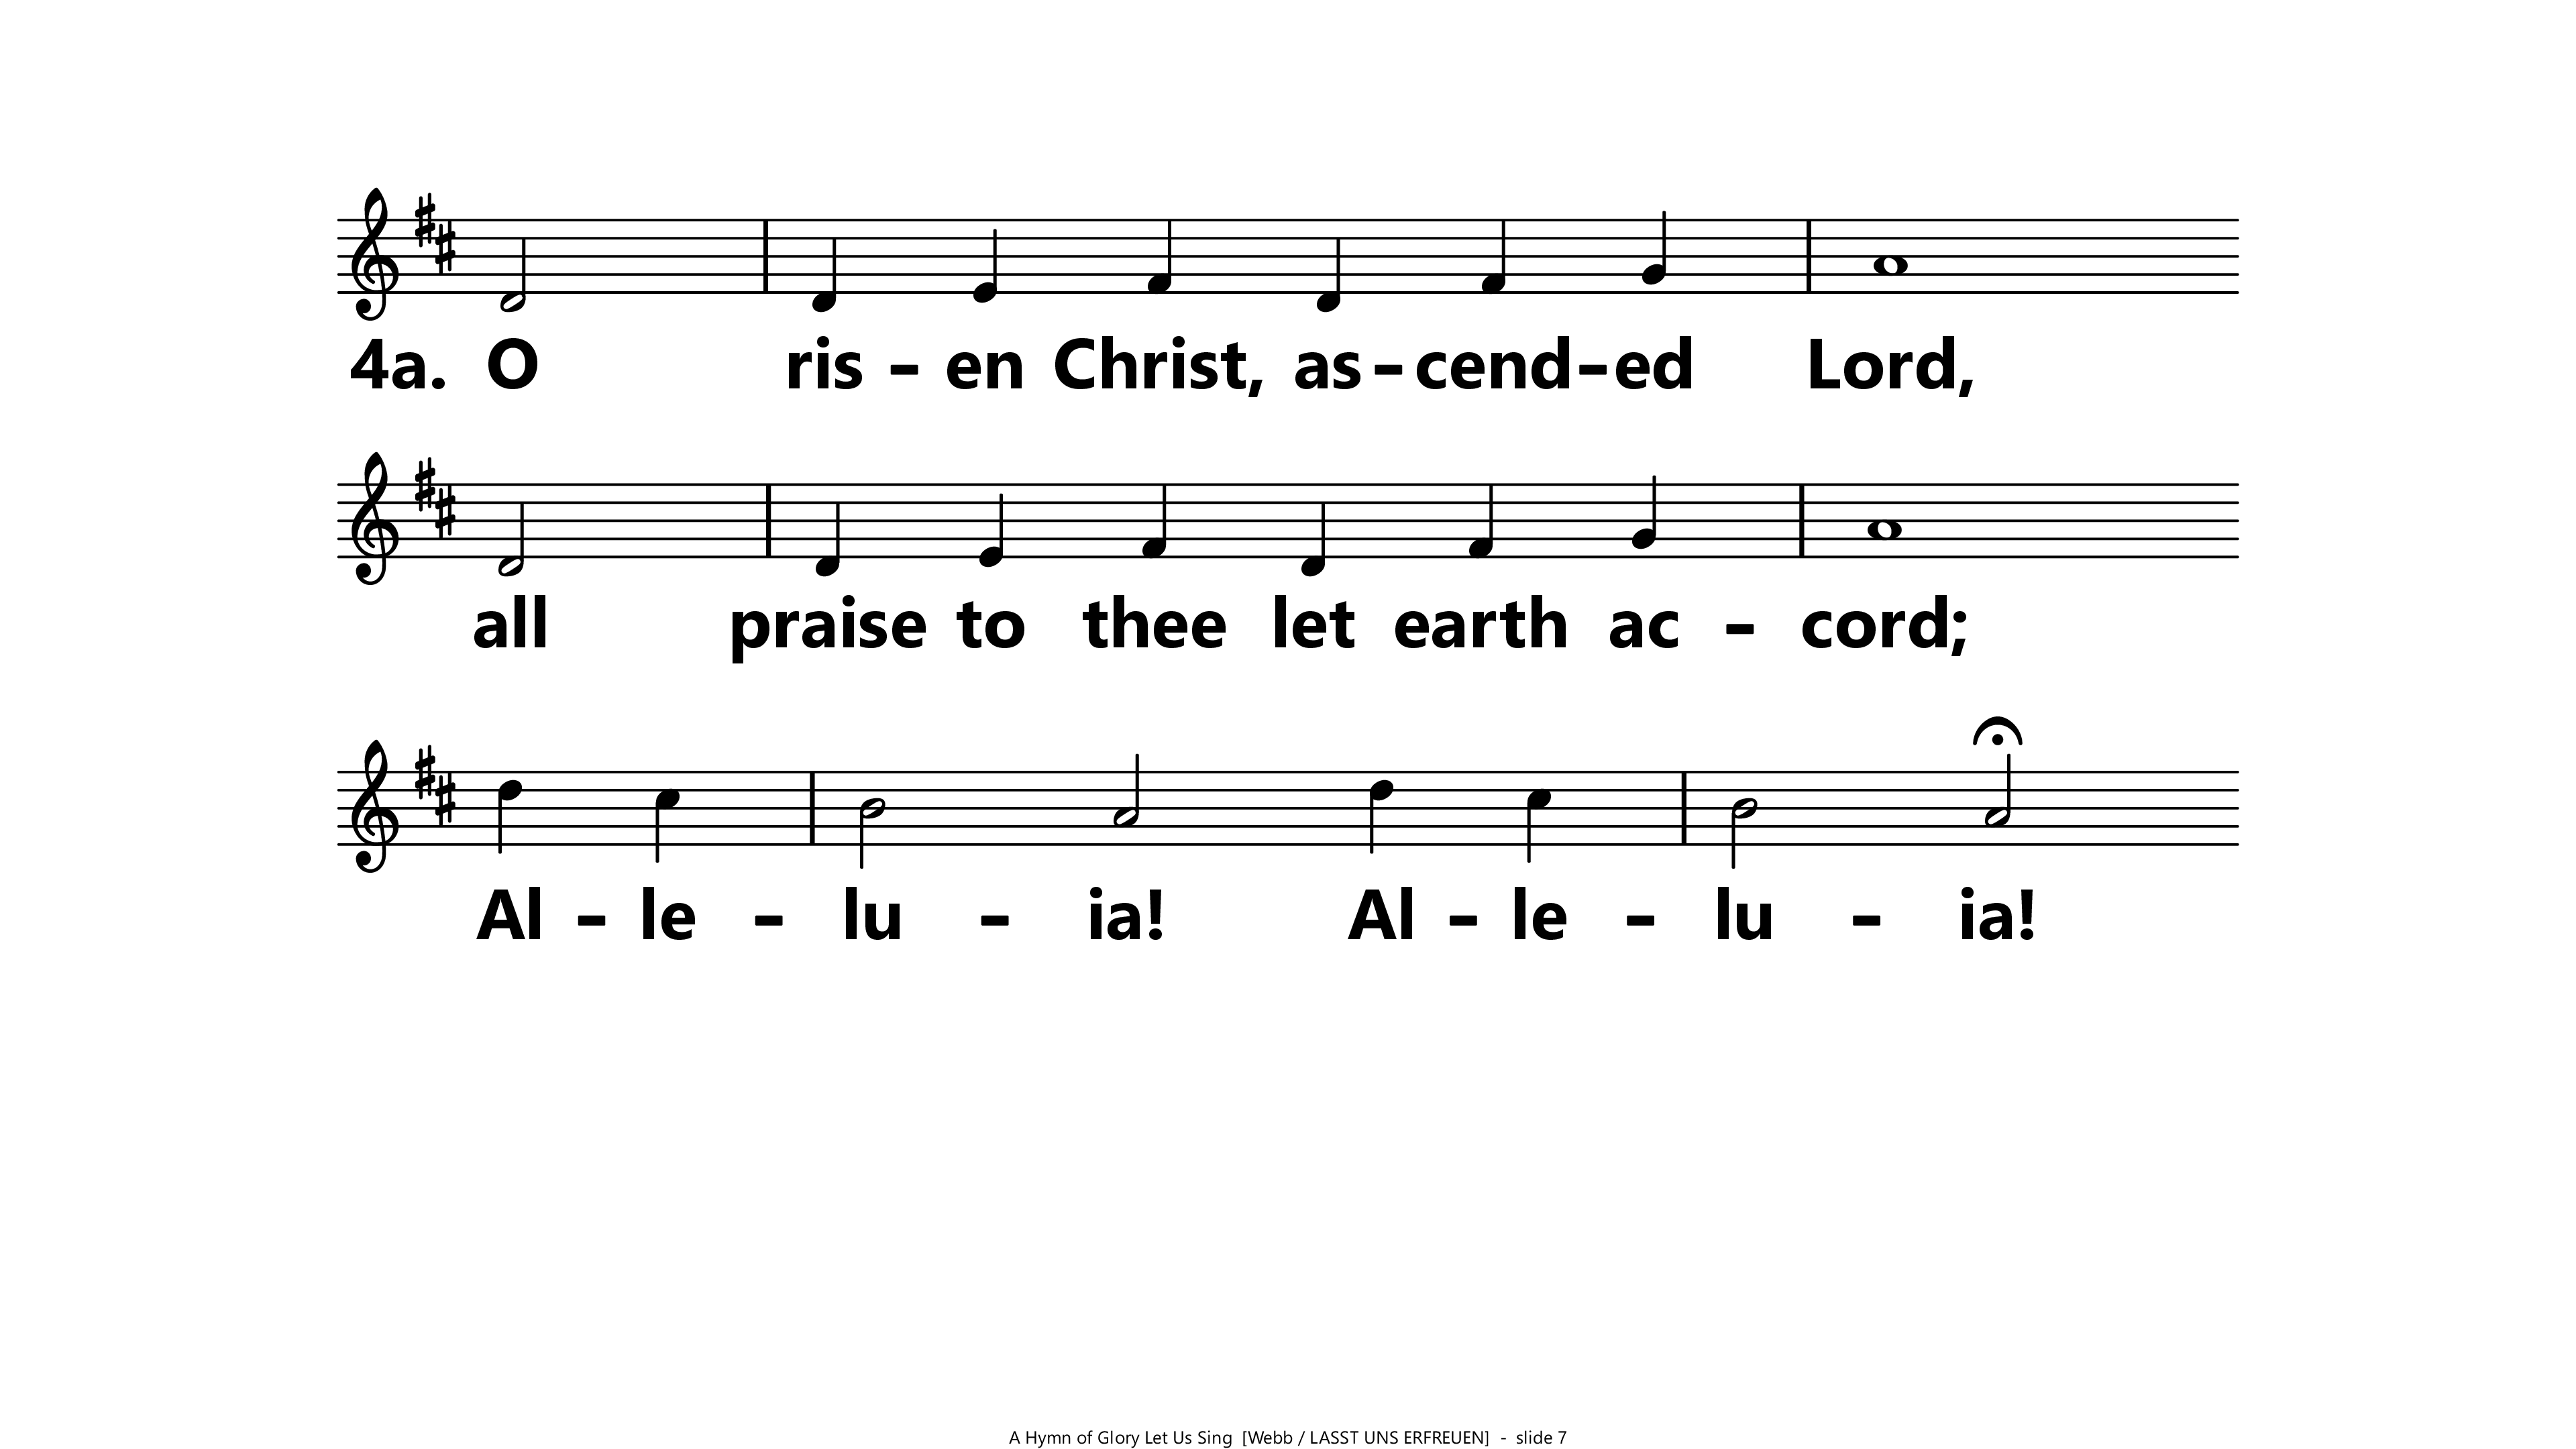 4a. O ris - en Christ, as - cend - ed Lord,
all praise to thee let earth ac - cord;
Al - le - lu - ia! Al - le - lu - ia!
A Hymn of Glory Let Us Sing [Webb / LASST UNS ERFREUEN] - slide 7